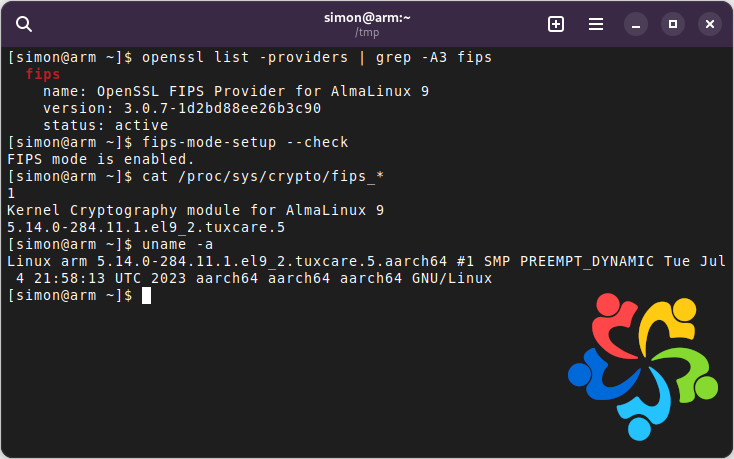 simon@arm:~
/tmp
[simon@arm ~]$ openssl list -providers | grep -A3 fips
fips
name: OpenSSL FIPS Provider for AlmaLinux 9
version: 3.0.7-1d2bd88ee26b3c90
status: active
[simon@arm ~]$ fips-mode-setup --check
FIPS mode is enabled.
[simon@arm ~]$ cat /proc/sys/crypto/fips_*
1
Kernel Cryptography module for AlmaLinux 9
5.14.0-284.11.1.el9_2.tuxcare.5
[simon@arm ~]$ uname -a
Linux arm 5.14.0-284.11.1.el9_2.tuxcare.5.aarch64 #1 SMP PREEMPT_DYNAMIC Tue Jul
4 21:58:13 UTC 2023 aarch64 aarch64 aarch64 GNU/Linux
[simon@arm ~]$